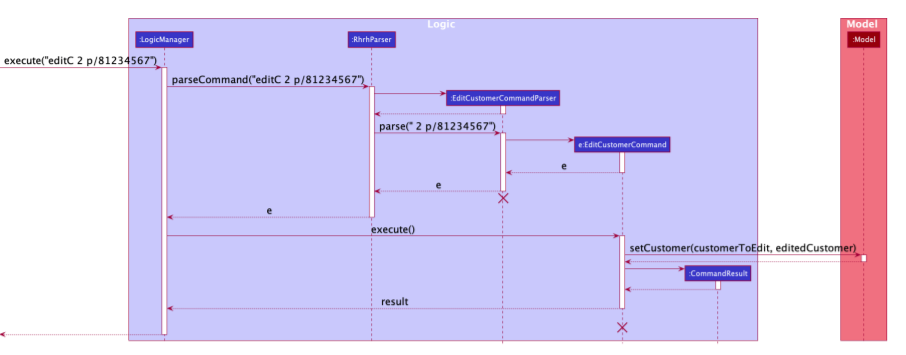 Logic
Model
:LogicManager
:RhrhParser
:Model
execute("editC 2 p/81234567")
parseCommand("editC 2 p/81234567")
:EditCustomerCommandParser
parse(" 2 p/81234567")
e:EditCustomerCommand
e
e
e
execute()
setCustomer(customerToEdit, editedCustomer)
:CommandResult
result